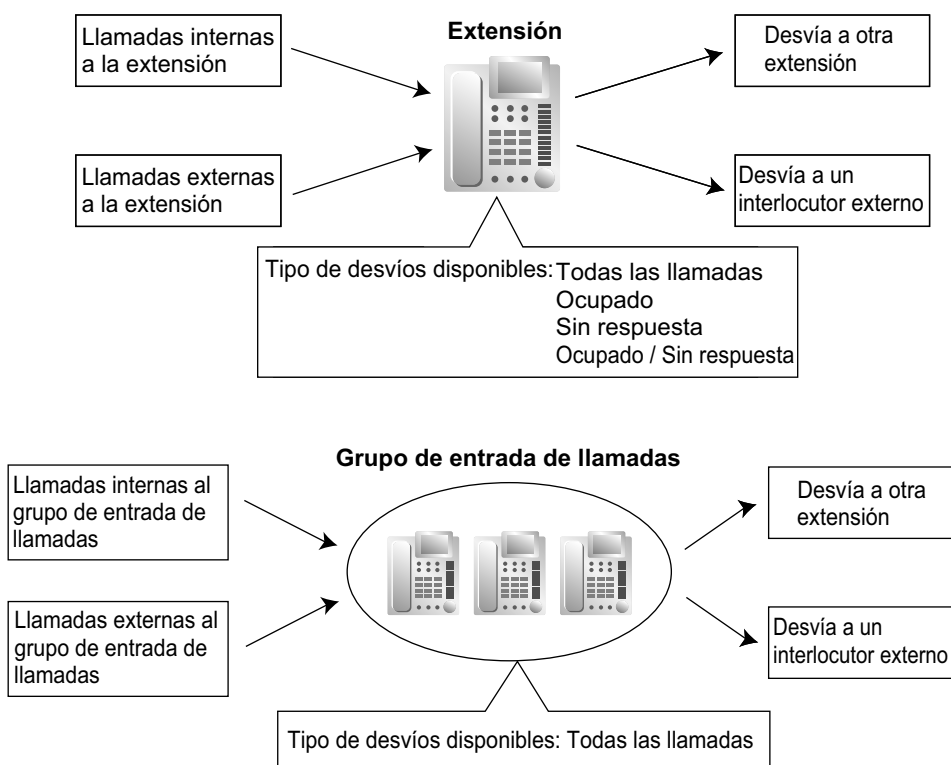 Extensión
Llamadas internas
a la extensión
Desvía a otra
extensión
Llamadas externas
a la extensión
Desvía a un
interlocutor externo
Tipo de desvíos disponibles: Todas las llamadas
Ocupado
Sin respuesta
Ocupado / Sin respuesta
Grupo de entrada de llamadas
Llamadas internas al
grupo de entrada de
llamadas
Desvía a otra
extensión
Llamadas externas al
grupo de entrada de
llamadas
Desvía a un
interlocutor externo
Tipo de desvíos disponibles: Todas las llamadas